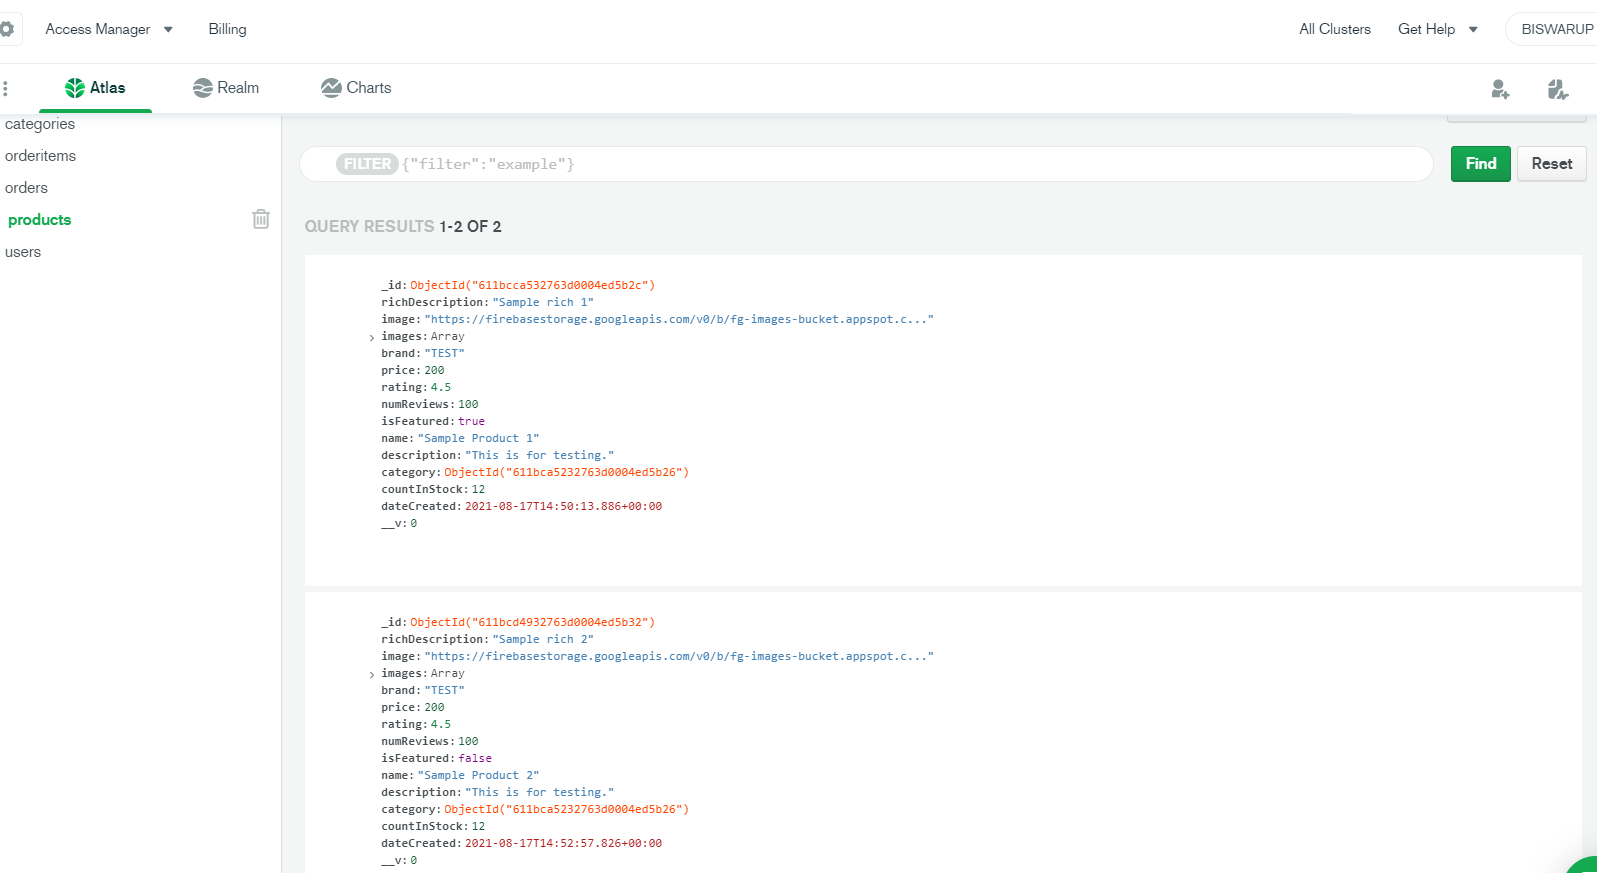 Access Manager Billing All Clusters Get Help BISWARUP
Atlas Realm Charts
categories
orderitems
orders
products
users
FILTER {"filter":"example"} Find Reset
QUERY RESULTS 1-2 OF 2
_id: ObjectId("611bcca532763d0004ed5b2c")
richDescription: "Sample rich 1"
image: "https://firebasestorage.googleapis.com/v0/b/fg-images-bucket.appspot.c..."
images: Array
brand: "TEST"
price: 200
rating: 4.5
numReviews: 100
isFeatured: true
name: "Sample Product 1"
description: "This is for testing."
category: ObjectId("611bca5232763d0004ed5b26")
countInStock: 12
dateCreated: 2021-08-17T14:50:13.886+00:00
__v: 0
_id: ObjectId("611bcd4932763d0004ed5b32")
richDescription: "Sample rich 2"
image: "https://firebasestorage.googleapis.com/v0/b/fg-images-bucket.appspot.c..."
images: Array
brand: "TEST"
price: 200
rating: 4.5
numReviews: 100
isFeatured: false
name: "Sample Product 2"
description: "This is for testing."
category: ObjectId("611bca5232763d0004ed5b26")
countInStock: 12
dateCreated: 2021-08-17T14:52:57.826+00:00
__v: 0